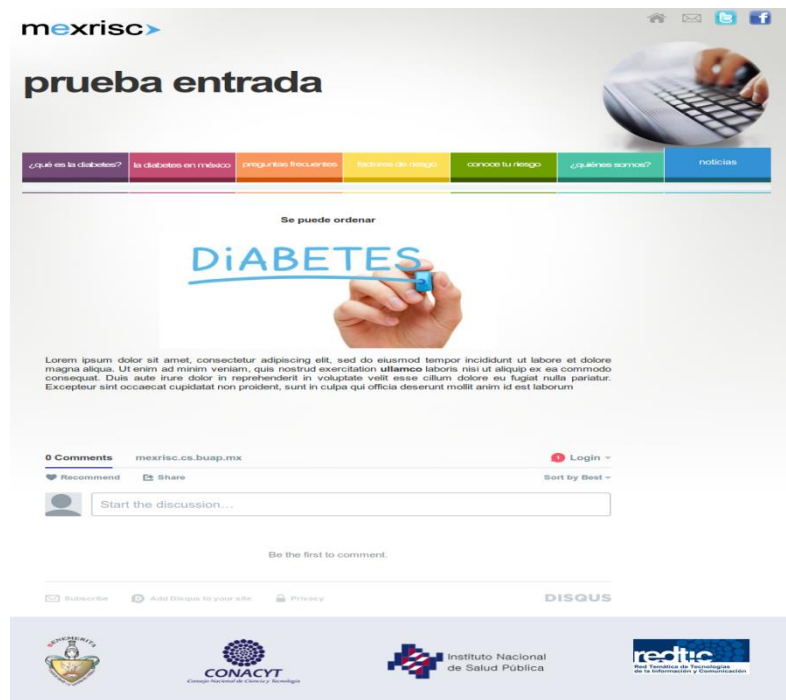 mexrisc>
prueba entrada
¿qué es la diabetes?
la diabetes en méxico
preguntas frecuentes
factores de riesgo
conoce tu riesgo
¿quiénes somos?
noticias
Se puede ordenar
DiABETES
Lorem ipsum dolor sit amet, consectetur adipiscing elit, sed do eiusmod tempor incididunt ut labore et dolore
magna aliqua. Ut enim ad minim veniam, quis nostrud exercitation ullamco laboris nisi ut aliquip ex ea commodo
consequat. Duis aute irure dolor in reprehenderit in voluptate velit esse cillum dolore eu fugiat nulla pariatur.
Excepteur sint occaecat cupidatat non proident, sunt in culpa qui officia deserunt mollit anim id est laborum
0 Comments mexrisc.cs.buap.mx 1 Login
Recommend Share Sort by Best
Start the discussion...
Be the first to comment.
Subscribe Add Disqus to your site Privacy DISQUS
BENEMERITA
CONACYT
Consejo Nacional de Ciencia y Tecnología
Instituto Nacional
de Salud Pública
redtic
Red Temática de Tecnologías
de la Información y Comunicación